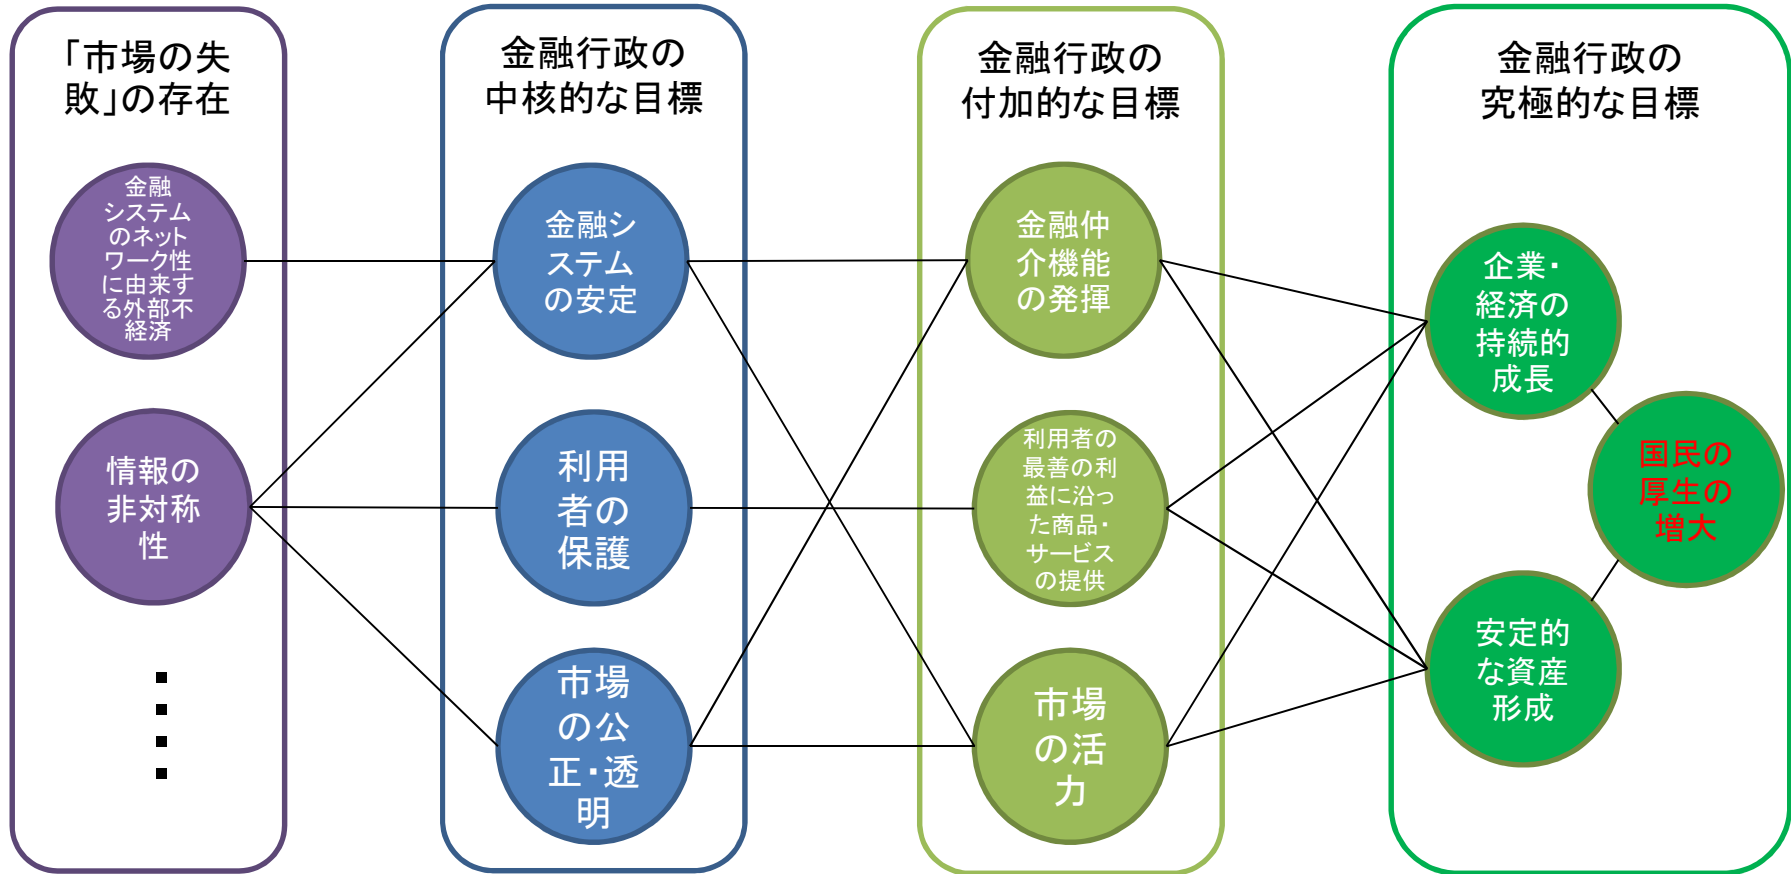 「市場の失
敗」の存在
金融
システム
のネット
ワーク性
に由来す
る外部不
経済
情報の
非対称
性
金融行政の
中核的な目標
金融シ
ステム
の安定
利用
者の
保護
市場
の公
正・透
明
金融行政の
付加的な目標
金融仲
介機能
の発揮
利用者の
最善の利
益に沿っ
た商品・
サービス
の提供
市場
の活
力
金融行政の
究極的な目標
企業・
経済の
持続的
成長
国民の
厚生の
増大
安定的
な資産
形成